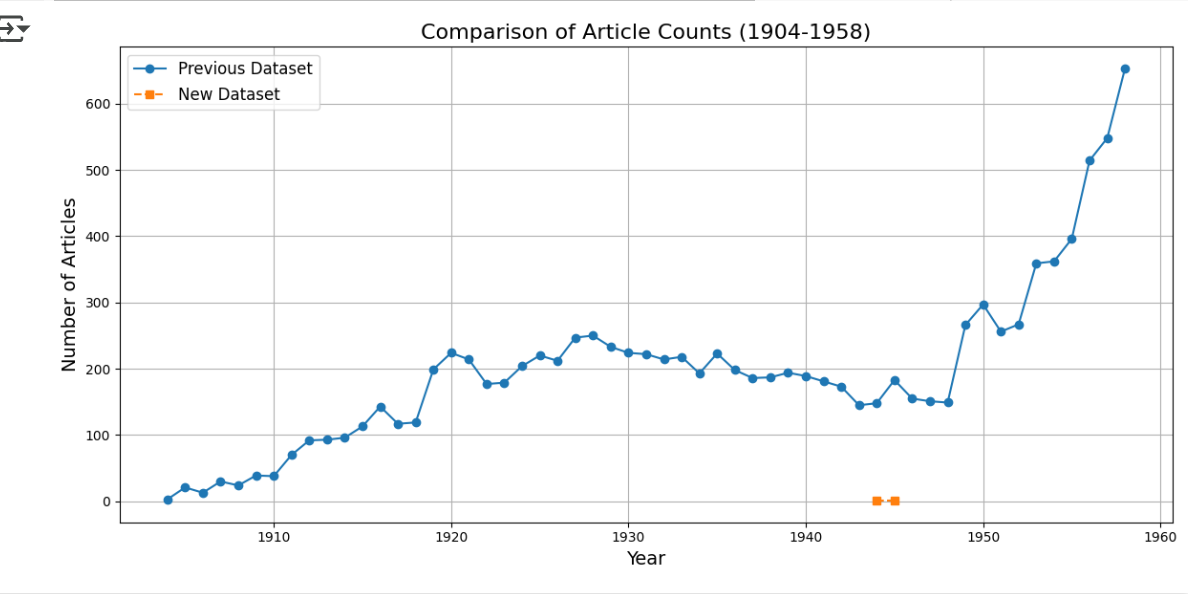 Comparison of Article Counts (1904-1958)
Previous Dataset
New Dataset
Number of Articles
600
500
400
300
200
100
0
1910
1920
1930
1940
1950
1960
Year